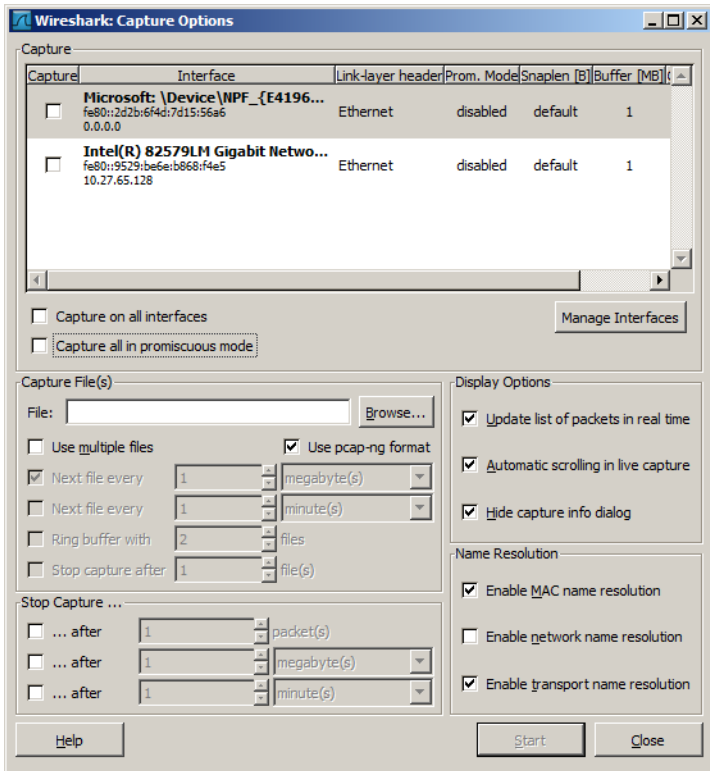 Wireshark: Capture Options
Capture
Capture Interface Link-layer header Prom. Mode Snaplen [B] Buffer [MB]
Microsoft: \Device\NPF_{E4196...
fe80::2d2b:6f4d:7d15:56a6
0.0.0.0
Ethernet disabled default 1
Intel(R) 82579LM Gigabit Netwo...
fe80::9529:be6e:b868:f4e5
10.27.65.128
Ethernet disabled default 1
Capture on all interfaces
Manage Interfaces
Capture all in promiscuous mode
Capture File(s)
File:
Browse...
Use multiple files
Use pcap-ng format
Next file every 1 megabyte(s)
Next file every 1 minute(s)
Ring buffer with 2 files
Stop capture after 1 file(s)
Stop Capture ...
... after 1 packet(s)
... after 1 megabyte(s)
... after 1 minute(s)
Display Options
Update list of packets in real time
Automatic scrolling in live capture
Hide capture info dialog
Name Resolution
Enable MAC name resolution
Enable network name resolution
Enable transport name resolution
Help
Start
Close